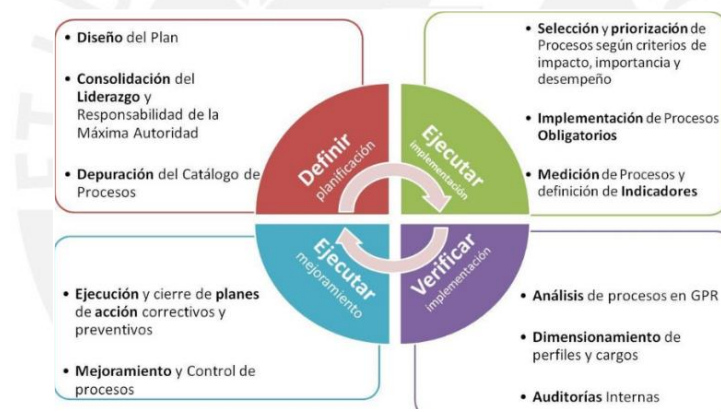 • Diseño del Plan
• Consolidación del
Liderazgo y
Responsabilidad de la
Máxima Autoridad
• Depuración del Catálogo de
Procesos
• Selección y priorización de
Procesos según criterios de
impacto, importancia y
desempeño
• Implementación de Procesos
Obligatorios
• Medición de Procesos y
definición de Indicadores
Definir
planificación
Ejecutar
implementación
Ejecutar
mejoramiento
Verificar
implementación
• Ejecución y cierre de planes
de acción correctivos y
preventivos
• Mejoramiento y Control de
procesos
• Análisis de procesos en GPR
• Dimensionamiento de
perfiles y cargos
• Auditorías Internas